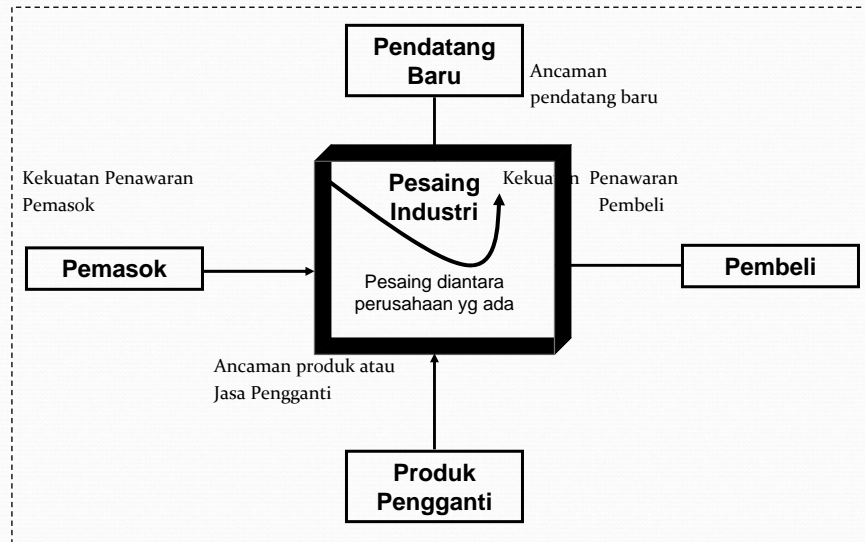 Pendatang
Baru
Ancaman
pendatang baru
Kekuatan Penawaran
Pemasok
Pesaing
Industri
Kekuatan Penawaran
Pembeli
Pemasok
Pesaing diantara
perusahaan yg ada
Pembeli
Ancaman produk atau
Jasa Pengganti
Produk
Pengganti